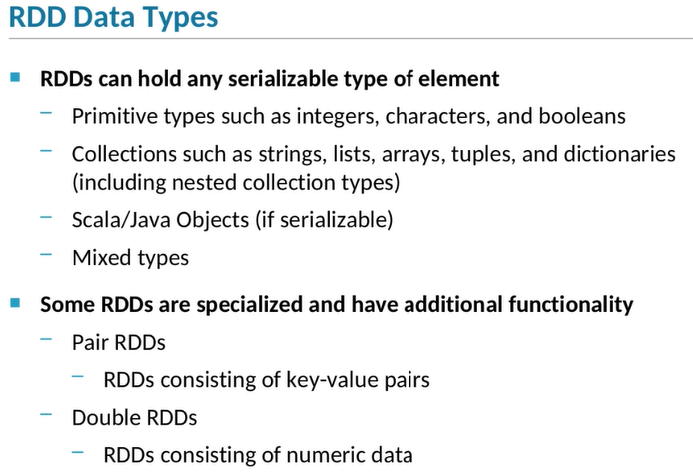 RDD Data Types
▪ RDDs can hold any serializable type of element
– Primitive types such as integers, characters, and booleans
– Collections such as strings, lists, arrays, tuples, and dictionaries
(including nested collection types)
– Scala/Java Objects (if serializable)
– Mixed types
▪ Some RDDs are specialized and have additional functionality
– Pair RDDs
– RDDs consisting of key-value pairs
– Double RDDs
– RDDs consisting of numeric data